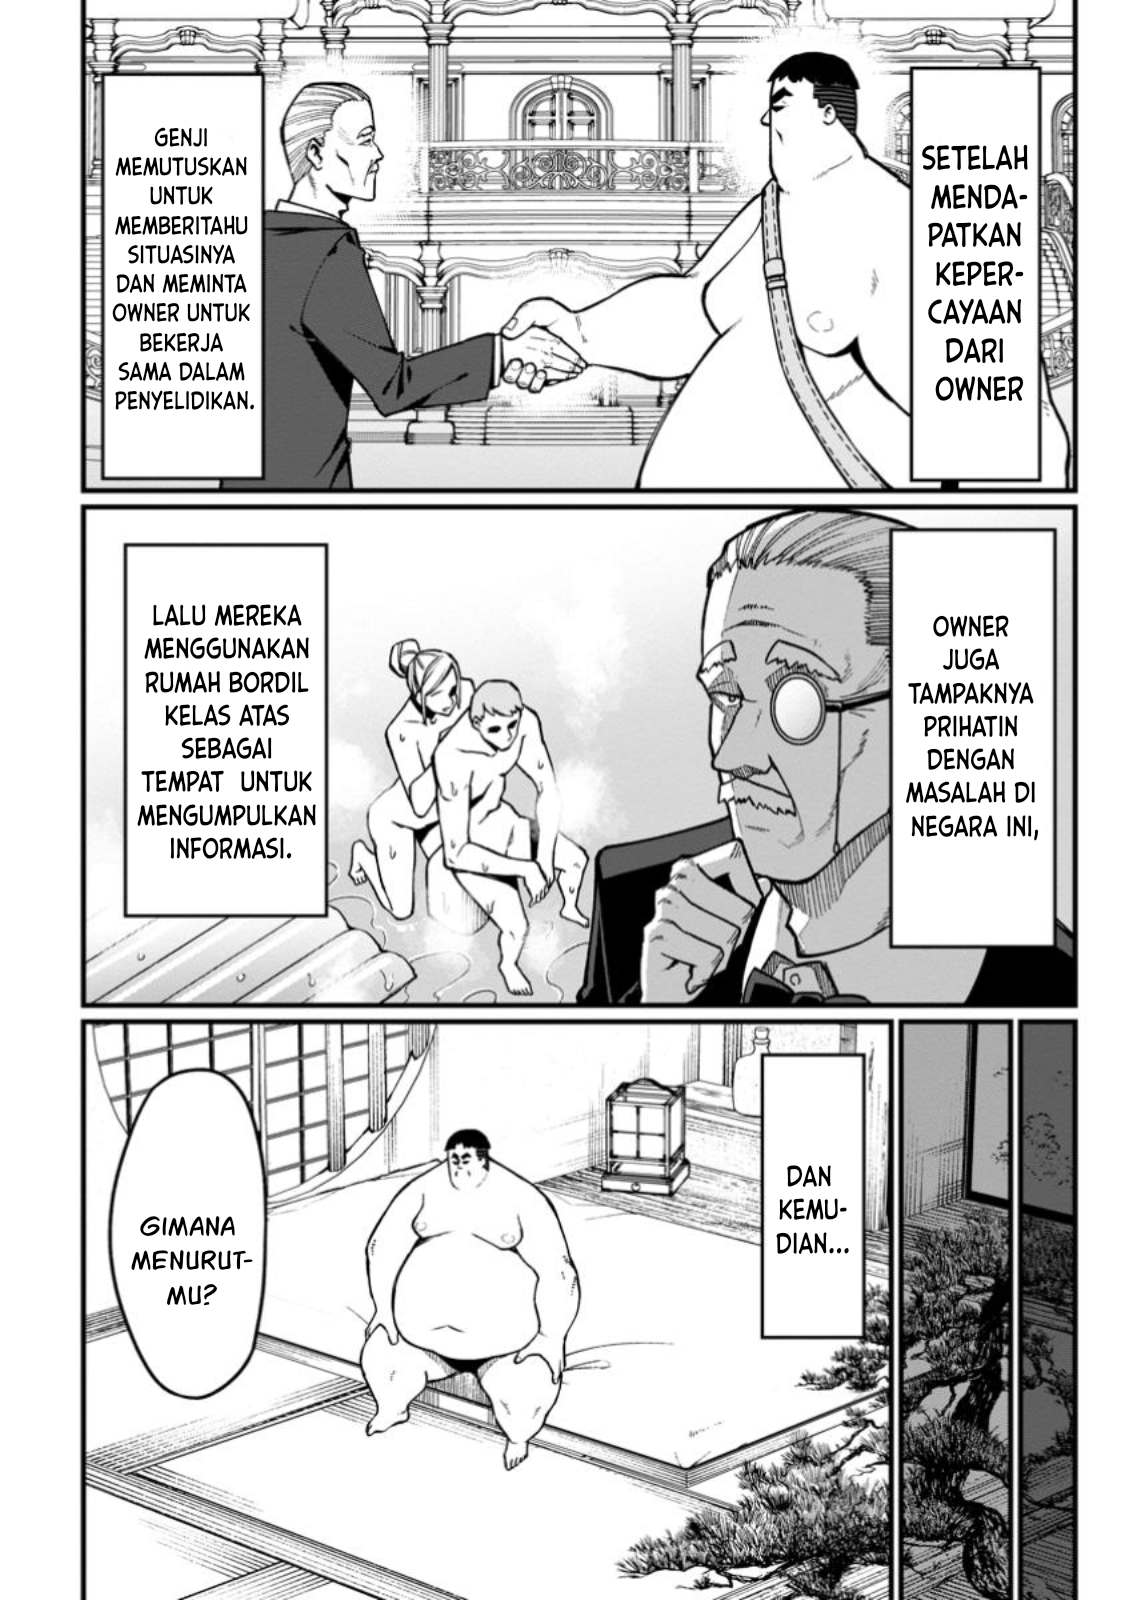 SETELAH
MENDA-
PATKAN
KEPER-
CAYAAN
DARI
OWNER
GENJI
MEMUTUSKAN
UNTUK
MEMBERITAHU
SITUASINYA
DAN MEMINTA
OWNER UNTUK
BEKERJA
SAMA DALAM
PENYELIDIKAN.
OWNER
JUGA
TAMPAKNYA
PRIHATIN
DENGAN
MASALAH DI
NEGARA INI,
LALU MEREKA
MENGGUNAKAN
RUMAH BORDIL
KELAS ATAS
SEBAGAI
TEMPAT UNTUK
MENGUMPULKAN
INFORMASI.
DAN
KEMU-
DIAN...
GIMANA
MENURUT-
MU?